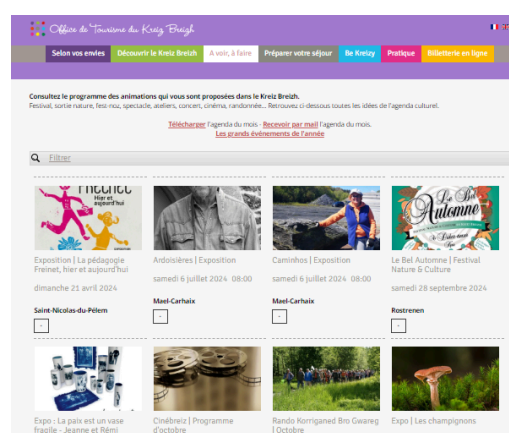 Office de Tourisme du Kreiz Breizh
Selon vos envies Découvrir le Kreiz Breizh A voir, à faire Préparer votre séjour Be Kreizy Pratique Billetterie en ligne
Consultez le programme des animations qui vous sont proposées dans le Kreiz Breizh.
Festival, sortie nature, fest-noz, spectacle, ateliers, concert, cinéma, randonnée... Retrouvez ci-dessous toutes les idées de l'agenda culturel.
Télécharger l'agenda du mois - Recevoir par mail l'agenda du mois.
Les grands événements de l'année
Filtrer
Hier et
aujourd'hui
Le Bel
Automne
Exposition | La pédagogie
Freinet, hier et aujourd'hui
dimanche 21 avril 2024
Saint-Nicolas-du-Pélem
-
Ardoisières | Exposition
samedi 6 juillet 2024 08:00
Mael-Carhaix
-
Caminhos | Exposition
samedi 6 juillet 2024 08:00
Mael-Carhaix
-
Le Bel Automne | Festival
Nature & Culture
samedi 28 septembre 2024
Rostrenen
-
Expo : La paix est un vase
fragile - Jeanne et Rémi
Cinébreiz | Programme
d'octobre
Rando Korriganed Bro Gwareg
| Octobre
Expo | Les champignons